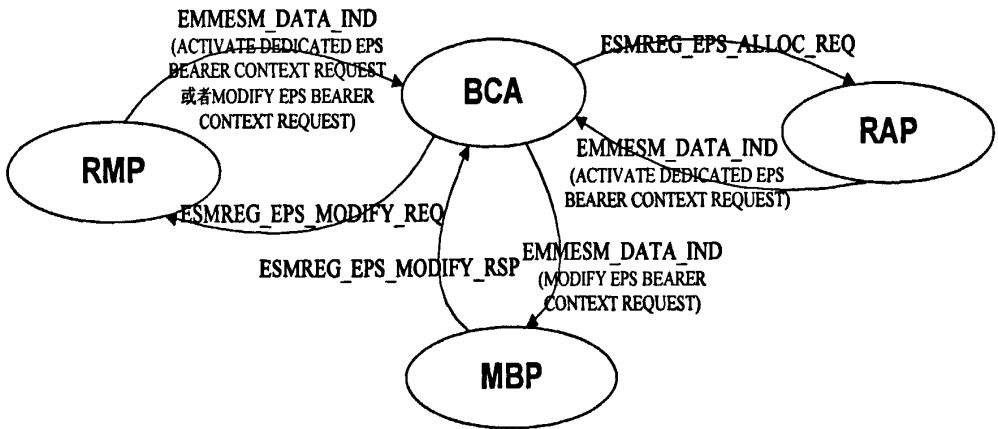 EMMESM_DATA_IND
(ACTIVATE DEDICATED EPS
BEARER CONTEXT REQUEST
或者MODIFY EPS BEARER
CONTEXT REQUEST)
ESMREG_EPS_ALLOC_REQ
BCA
RAP
RMP
EMMESM_DATA_IND
(ACTIVATE DEDICATED EPS
BEARER CONTEXT REQUEST)
ESMREG_EPS_MODIFY_REQ
ESMREG_EPS_MODIFY_RSP
EMMESM_DATA_IND
(MODIFY EPS BEARER
CONTEXT REQUEST)
MBP